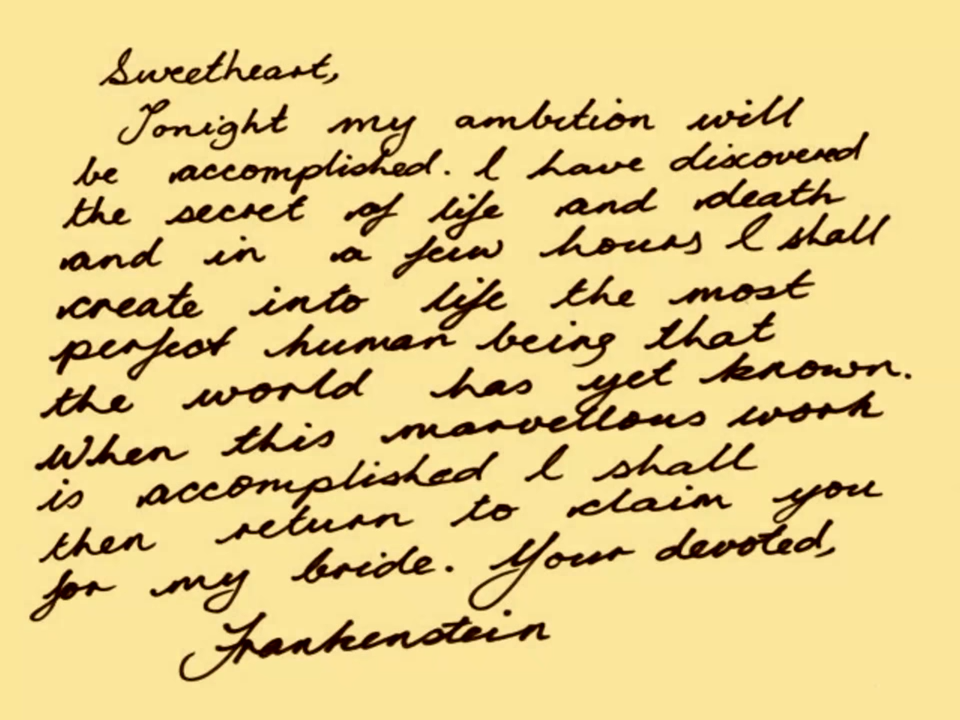 Sweetheart,
Tonight my ambition will
be accomplished. I have discovered
the secret of life and death
and in a few hours I shall
create into life the most
perfect human being that
the world has yet known.
When this marvellous work
is accomplished I shall
then return to claim you
for my bride. Your devoted,
Frankenstein